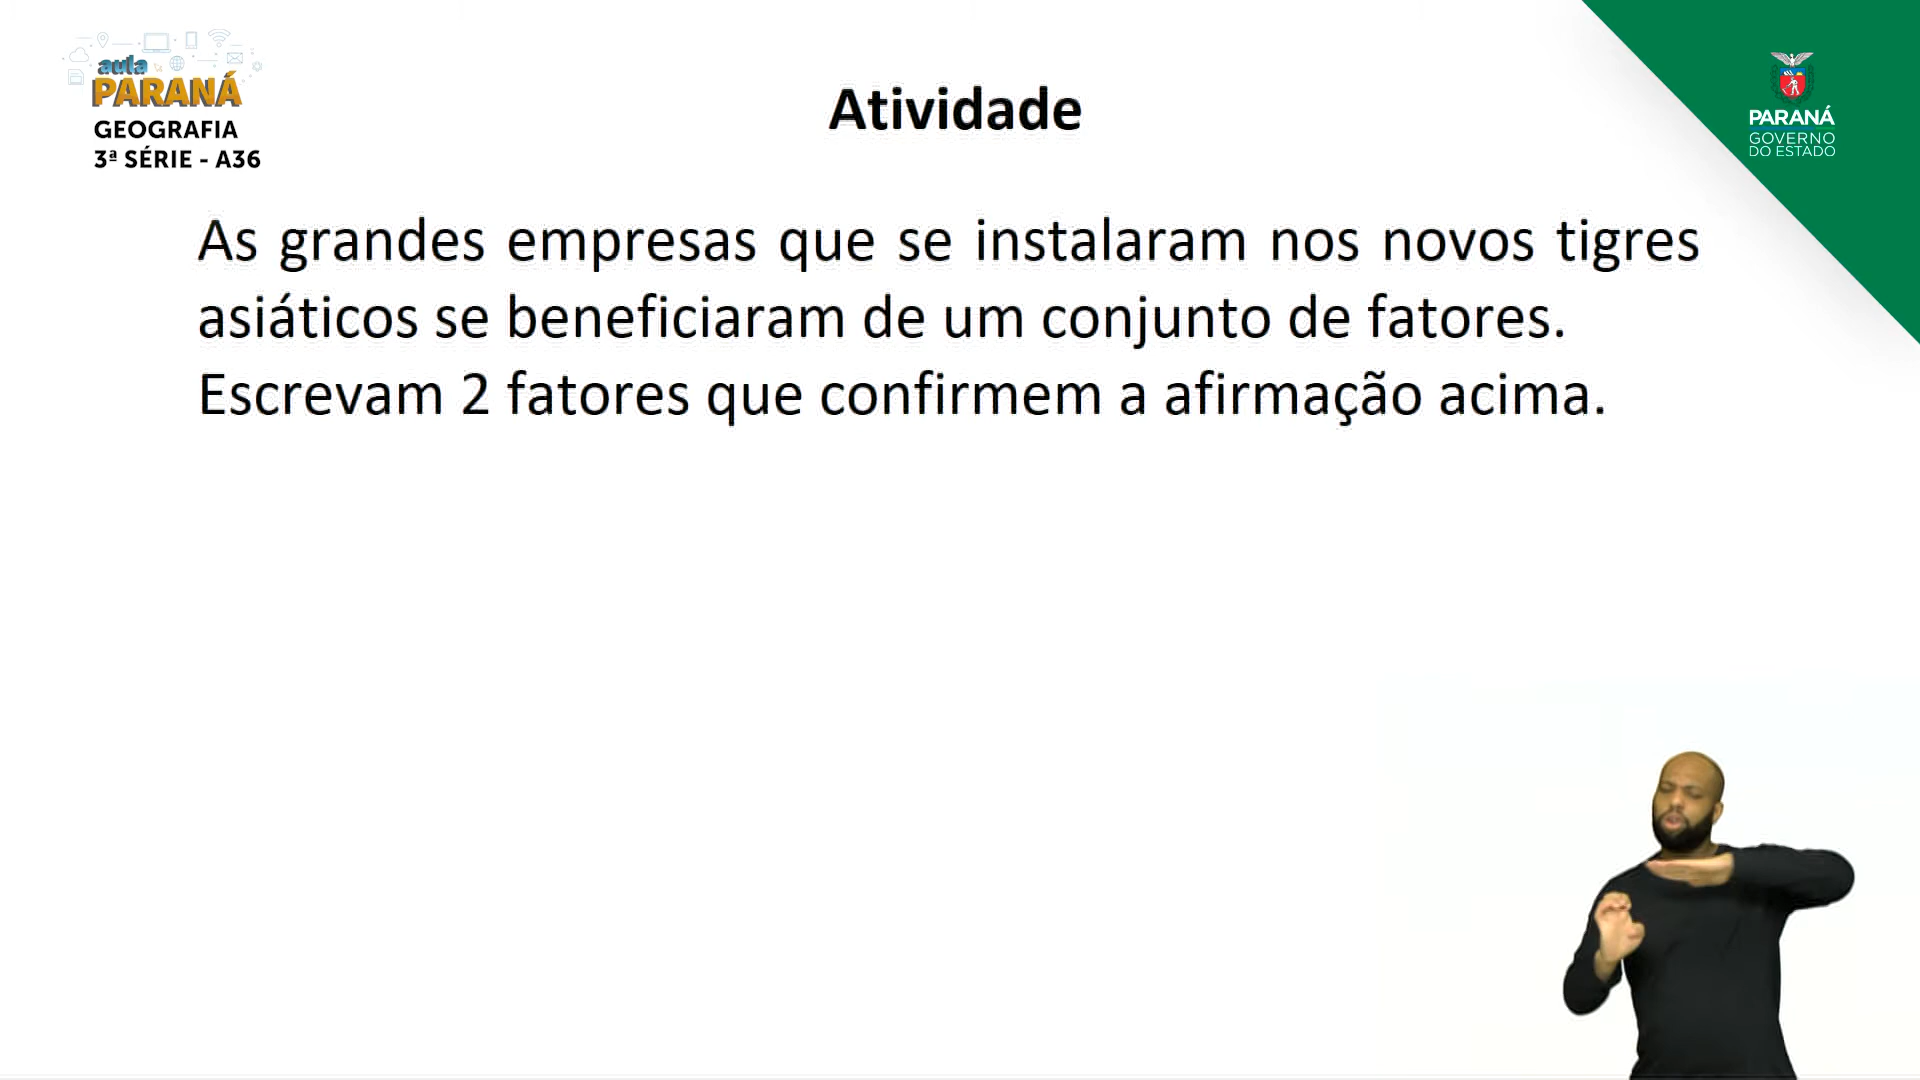 aula
PARANÁ
GEOGRAFIA
3ª SÉRIE - A36
Atividade
PARANÁ
GOVERNO
DO ESTADO
As grandes empresas que se instalaram nos novos tigres
asiáticos se beneficiaram de um conjunto de fatores.
Escrevam 2 fatores que confirmem a afirmação acima.